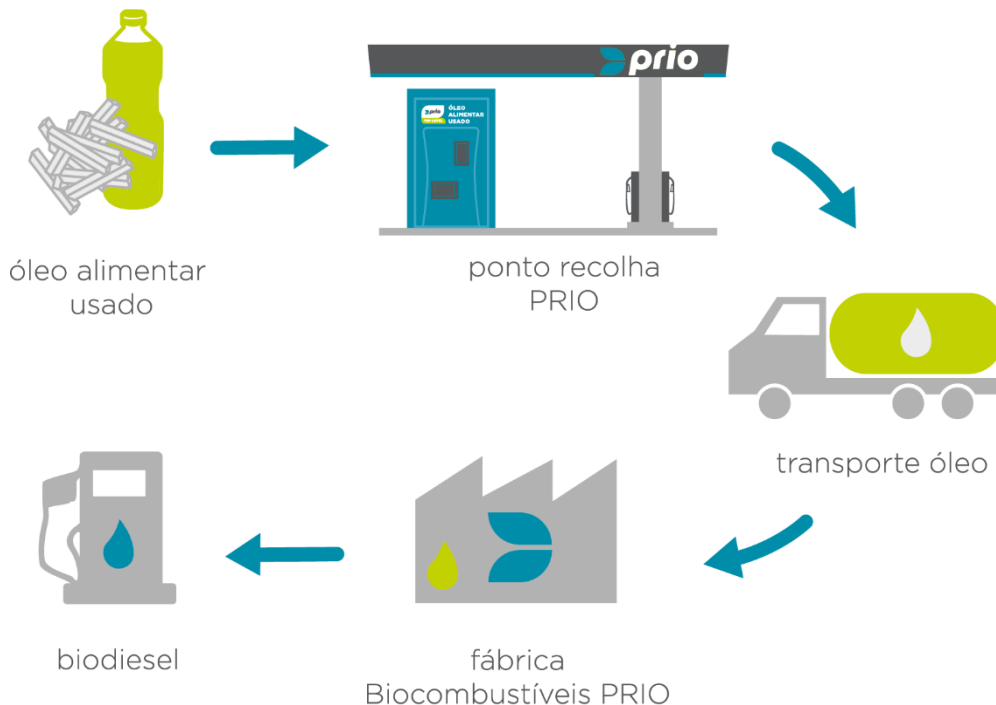 prio
prio
ÓLEO
ALIMENTAR
USADO
óleo alimentar
usado
ponto recolha
PRIO
transporte óleo
biodiesel
fábrica
Biocombustíveis PRIO